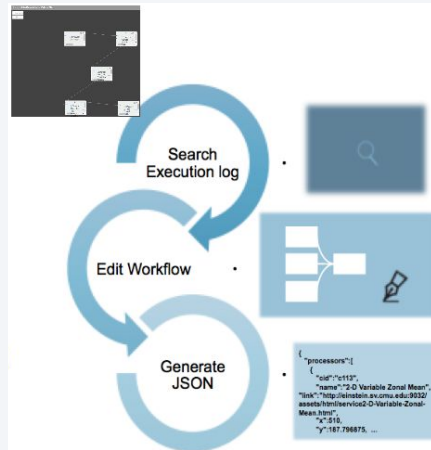 Search
Execution log
Edit Workflow
Generate
JSON
{
"processors":[
{
"cid":"c113",
"name":"2-D Variable Zonal Mean",
"link":"http://einstein.sv.cmu.edu:9032/
assets/html/service2-D-Variable-Zonal-
Mean.html",
"x":510,
"y":187.796875, ...